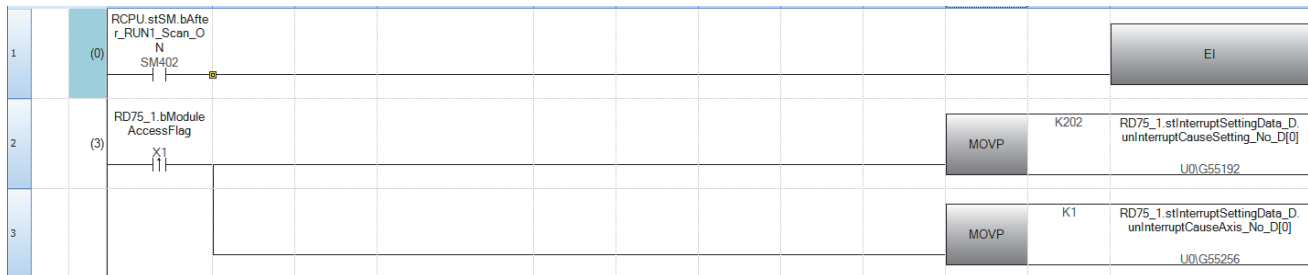 RCPU.stSM.bAfte
r_RUN1_Scan_O
N
1
(0)
SM402
EI
RD75_1.bModule
AccessFlag
2
(3)
X1
MOVP
K202
RD75_1.stInterruptSettingData_D.
unInterruptCauseSetting_No_D[0]
U0\G55192
3
MOVP
K1
RD75_1.stInterruptSettingData_D.
unInterruptCauseAxis_No_D[0]
U0\G55256